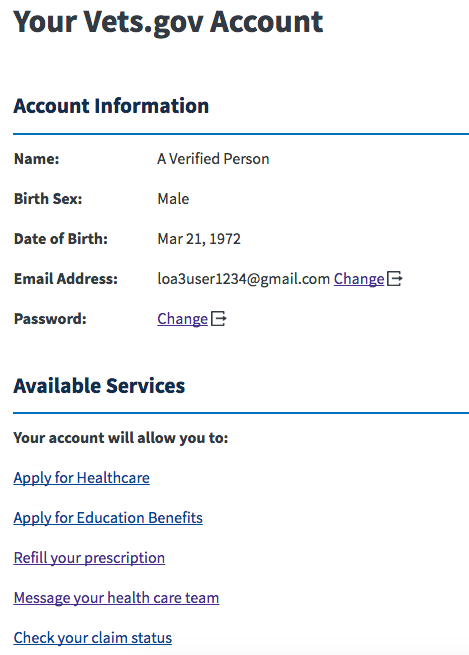 Your Vets.gov Account
Account Information
Name: A Verified Person
Birth Sex: Male
Date of Birth: Mar 21, 1972
Email Address: loa3user1234@gmail.com Change
Password: Change
Available Services
Your account will allow you to:
Apply for Healthcare
Apply for Education Benefits
Refill your prescription
Message your health care team
Check your claim status